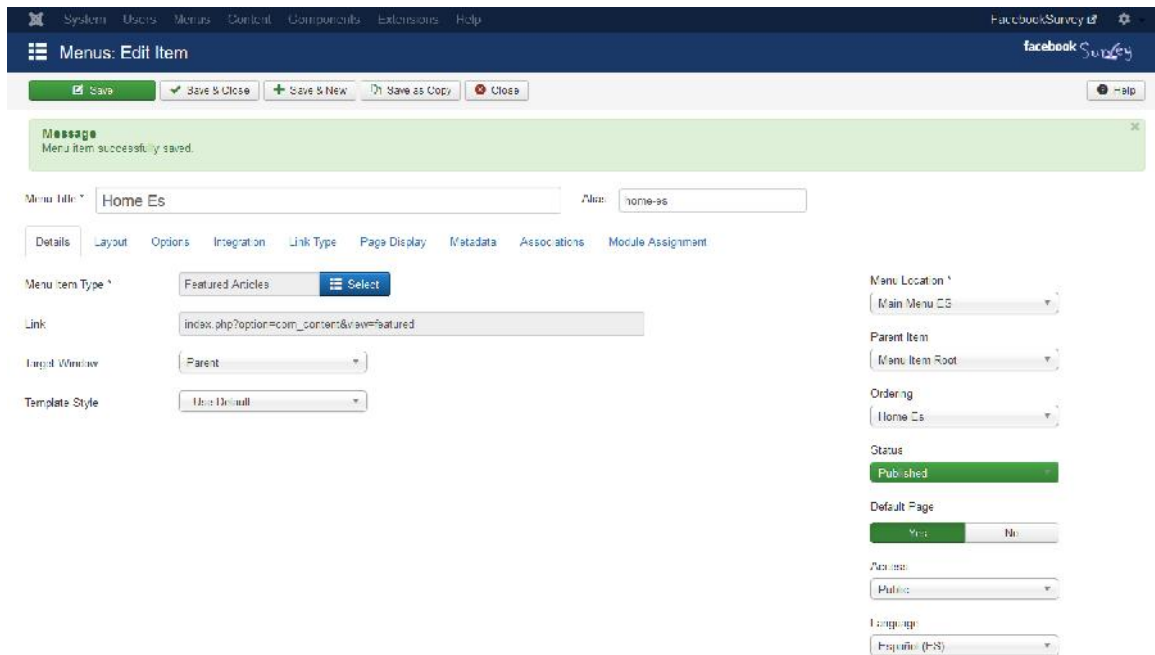 System Users Menus Content Components Extensions Help FacebookSurvey
Menus: Edit Item facebook Survey
Save Save & Close Save & New Save as Copy Close Help
Message
Menu item successfully saved.
Menu Title * Home Es Alias home-es
Details Layout Options Integration Link Type Page Display Metadata Associations Module Assignment
Menu Item Type * Featured Articles Select
Menu Location *
Main Menu ES
Link index.php?option=com_content&view=featured
Parent Item
Menu Item Root
Target Window Parent
Ordering
Home Es
Template Style Use Default
Status
Published
Default Page
Yes No
Access
Public
Language
Español (ES)